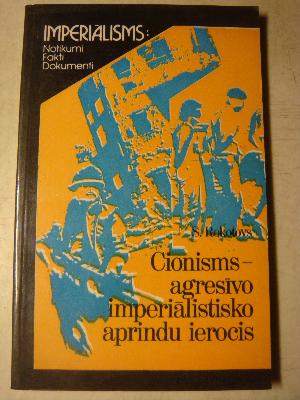 IMPERIĀLISMS:
Notikumi
Fakti
Dokumenti
S. Rokotovs
Cionisms –
agresīvo
imperiālistisko
aprindu ierocis